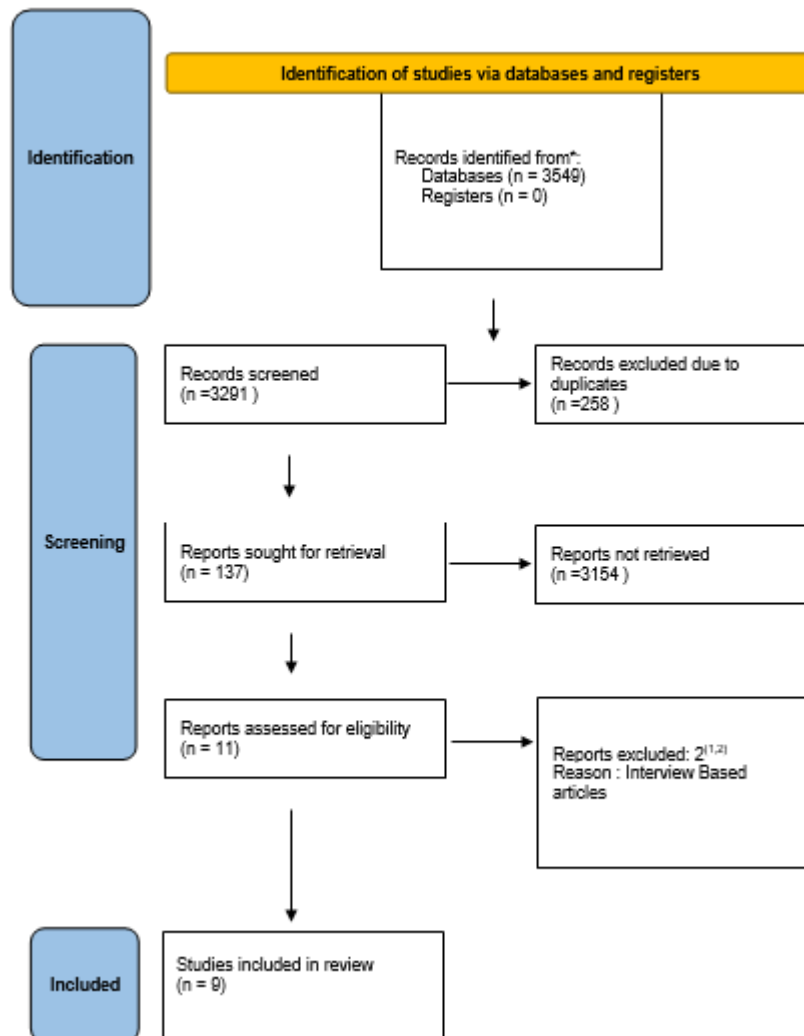 Identification of studies via databases and registers
Identification
Records identified from*:
Databases (n = 3549)
Registers (n = 0)
Screening
Records screened
(n =3291 )
Records excluded due to
duplicates
(n =258 )
Reports sought for retrieval
(n = 137)
Reports not retrieved
(n =3154 )
Reports assessed for eligibility
(n = 11)
Reports excluded: 2(1,2)
Reason : Interview Based
articles
Included
Studies included in review
(n = 9)